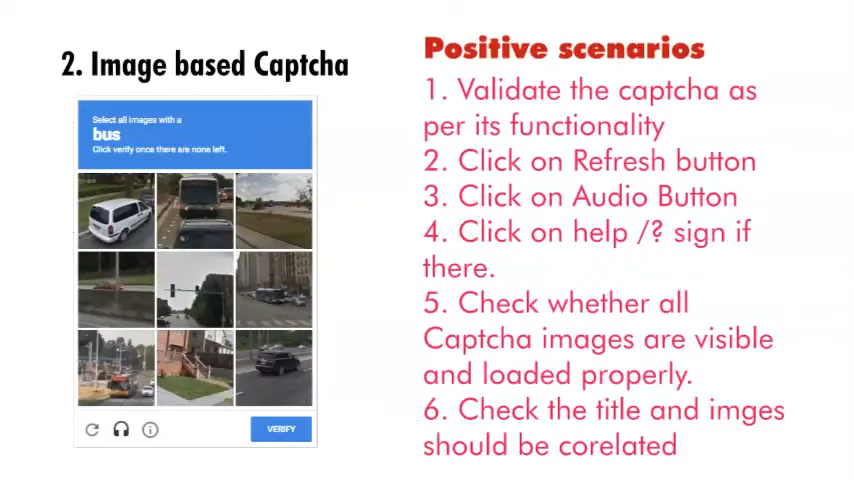 2. Image based Captcha
Select all images with a
bus
Click verify once there are none left.
VERIFY
Positive scenarios
1. Validate the captcha as
per its functionality
2. Click on Refresh button
3. Click on Audio Button
4. Click on help /? sign if
there.
5. Check whether all
Captcha images are visible
and loaded properly.
6. Check the title and imges
should be corelated